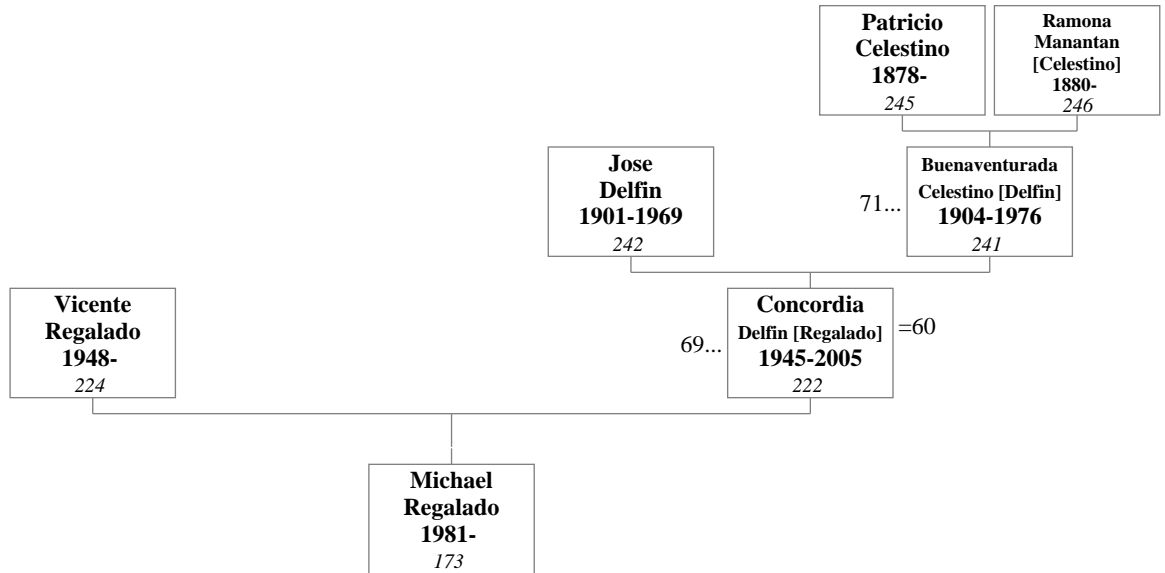 Patricio
Celestino
1878-
245
Ramona
Manantan
[Celestino]
1880-
246
Jose
Delfin
1901-1969
242
71...
Buenaventurada
Celestino [Delfin]
1904-1976
241
Vicente
Regalado
1948-
224
69...
Concordia
Delfin [Regalado]
1945-2005
222
=60
Michael
Regalado
1981-
173